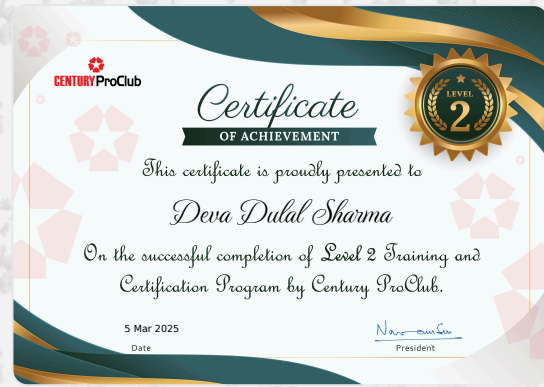 CENTURY ProClub
LEVEL
2
Certificate
OF ACHIEVEMENT
This certificate is proudly presented to
Deva Dulal Sharma
On the successful completion of Level 2 Training and
Certification Program by Century ProClub.
5 Mar 2025
Date
President